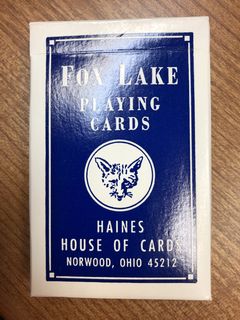 FOX LAKE
PLAYING
CARDS
HAINES
HOUSE OF CARDS
NORWOOD, OHIO 45212